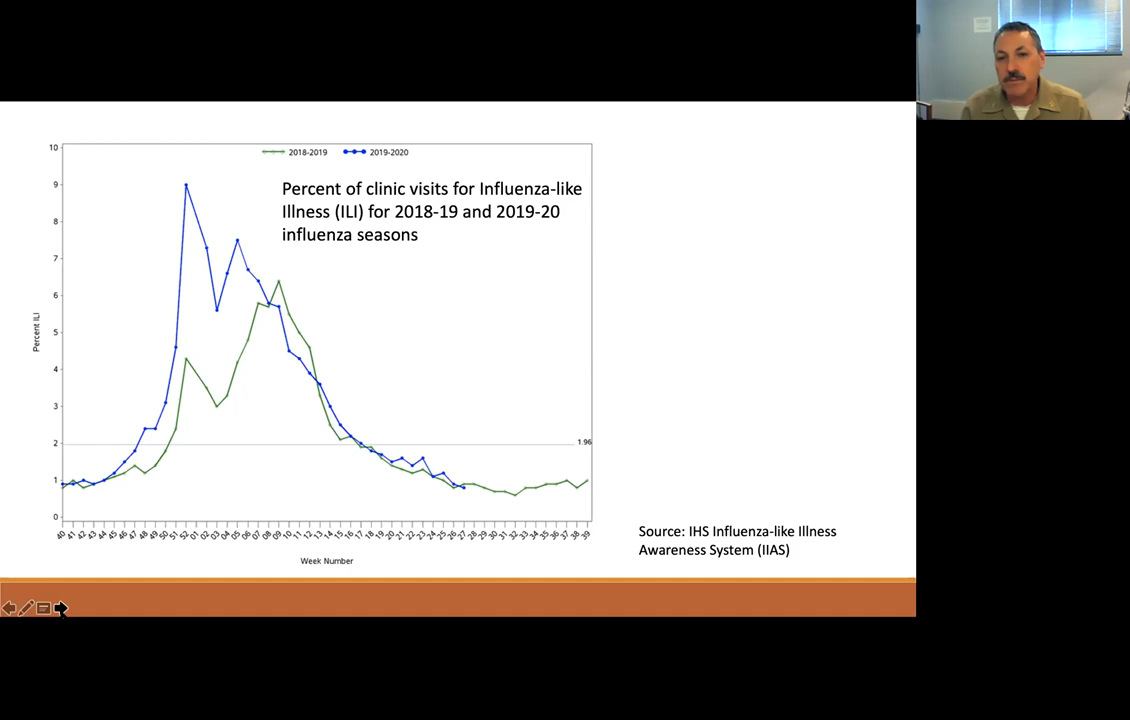 10
2018-2019
2019-2020
9
Percent of clinic visits for Influenza-like
Illness (ILI) for 2018-19 and 2019-20
influenza seasons
8
7
6
5
4
3
2
1
0
Percent ILI
1.96
40 41 42 43 44 45 46 47 48 49 50 51 52 01 02 03 04 05 06 07 08 09 10 11 12 13 14 15 16 17 18 19 20 21 22 23 24 25 26 27 28 29 30 31 32 33 34 35 36 37 38 39
Week Number
Source: IHS Influenza-like Illness
Awareness System (IIAS)